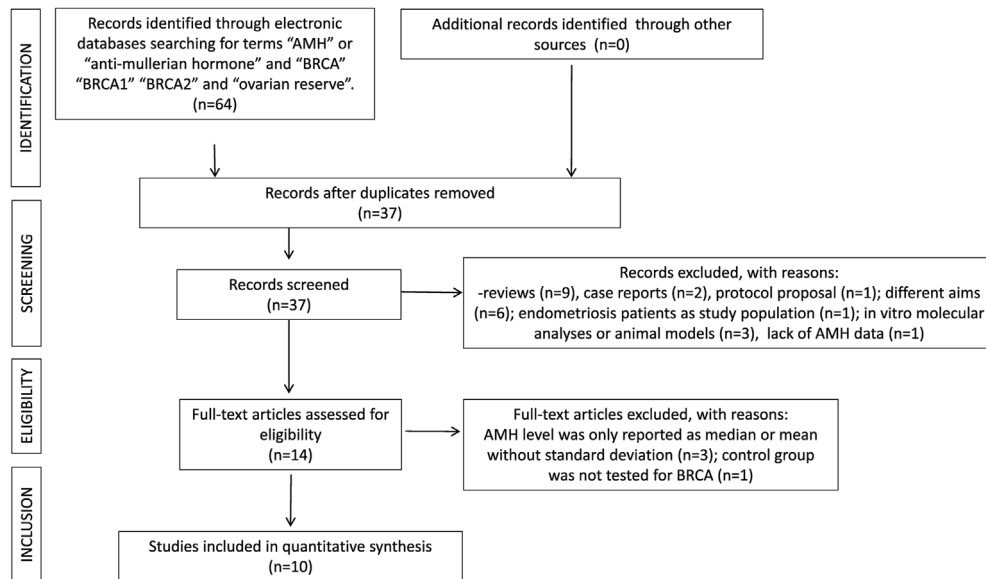 IDENTIFICATION
Records identified through electronic
databases searching for terms “AMH” or
“anti-mullerian hormone” and “BRCA”
“BRCA1” “BRCA2” and “ovarian reserve”.
(n=64)
Additional records identified through other
sources (n=0)
Records after duplicates removed
(n=37)
SCREENING
Records screened
(n=37)
Records excluded, with reasons:
-reviews (n=9), case reports (n=2), protocol proposal (n=1); different aims
(n=6); endometriosis patients as study population (n=1); in vitro molecular
analyses or animal models (n=3), lack of AMH data (n=1)
ELIGIBILITY
Full-text articles assessed for
eligibility
(n=14)
Full-text articles excluded, with reasons:
AMH level was only reported as median or mean
without standard deviation (n=3); control group
was not tested for BRCA (n=1)
INCLUSION
Studies included in quantitative synthesis
(n=10)